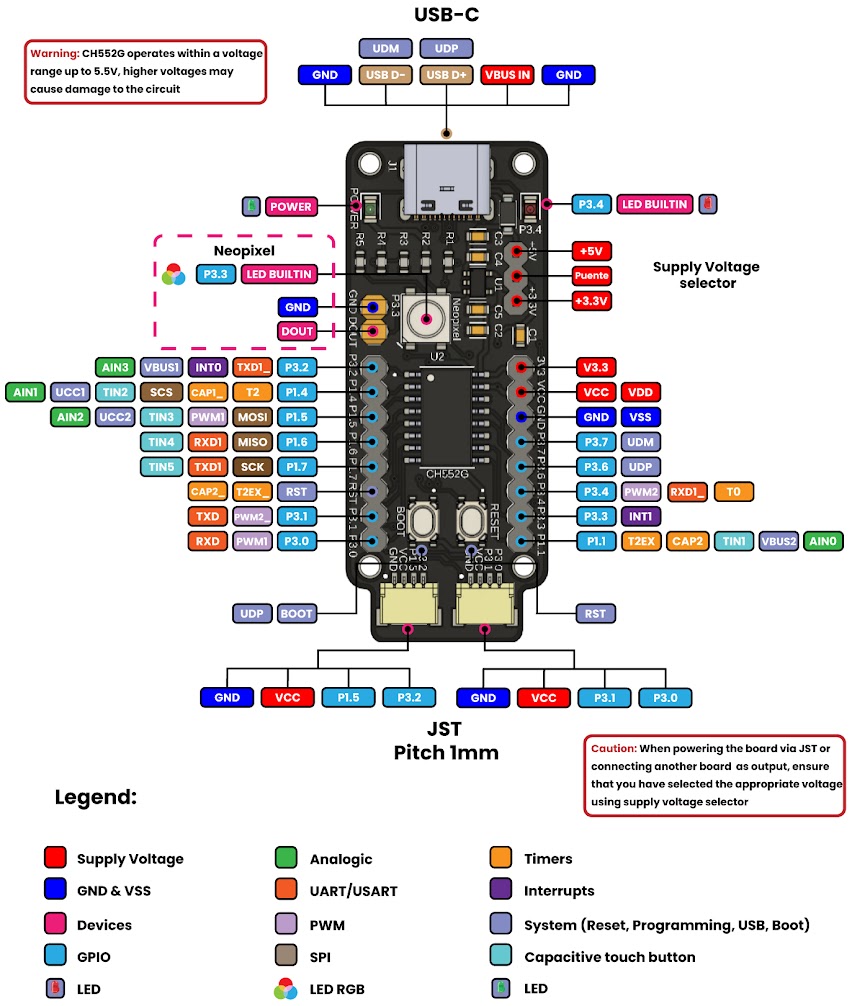 USB-C
Warning: CH552G operates within a voltage
range up to 5.5V, higher voltages may
cause damage to the circuit
UDM UDP
GND USB D- USB D+ VBUS IN GND
J1
POWER
POWER
P3.4 LED BUILTIN
P3.4
R5 R4 R3 R2 R1
C3 C4
+5V
+3.3V
U1
C5 C2
C1
+5V
Puente
+3.3V
Supply Voltage
selector
Neopixel
P3.3 LED BUILTIN
GND
DOUT
GND DOUT
P3.3
Neopixel
U2
AIN3 VBUS1 INT0 TXD1_ P3.2
AIN1 UCC1 TIN2 SCS CAP1_ T2 P1.4
AIN2 UCC2 TIN3 PWM1 MOSI P1.5
TIN4 RXD1 MISO P1.6
TIN5 TXD1 SCK P1.7
CAP2_ T2EX_ RST
TXD PWM2_ P3.1
RXD PWM1 P3.0
P3.2 P1.4 P1.5 P1.6 P1.7 RST P3.1 P3.0
CH552G
BOOT
RESET
3V3 VCC GND P3.7 P3.6 P3.4 P3.3 P1.1
V3.3
VCC VDD
GND VSS
P3.7 UDM
P3.6 UDP
P3.4 PWM2 RXD1_ T0
P3.3 INT1
P1.1 T2EX CAP2 TIN1 VBUS2 AIN0
GND VCC 1.5 3.2
GND VCC P3.1 P3.0
UDP BOOT
RST
GND VCC P1.5 P3.2
GND VCC P3.1 P3.0
JST
Pitch 1mm
Caution: When powering the board via JST or
connecting another board as output, ensure
that you have selected the appropriate voltage
using supply voltage selector
Legend:
Supply Voltage
GND & VSS
Devices
GPIO
LED
Analogic
UART/USART
PWM
SPI
LED RGB
Timers
Interrupts
System (Reset, Programming, USB, Boot)
Capacitive touch button
LED